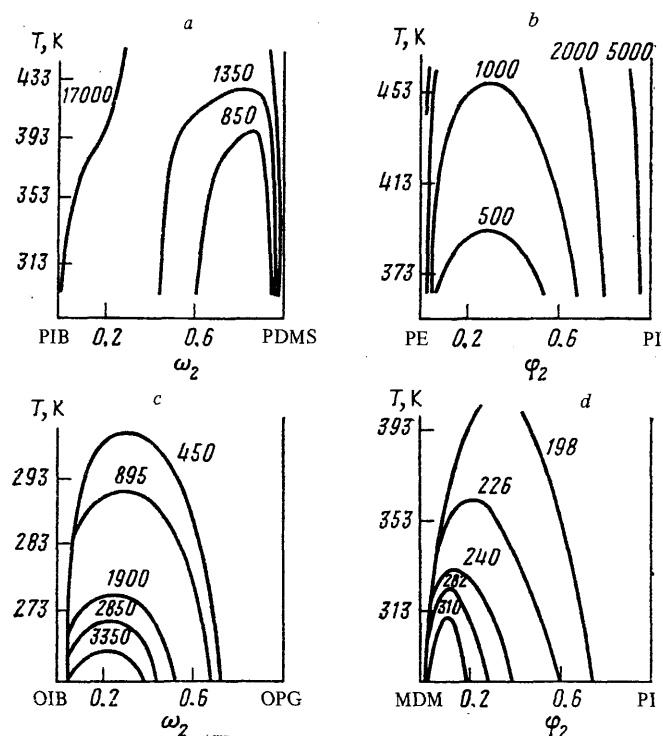 a
T, K
433
393
353
313
17000
1350
850
PIB 0.2 0.6 PDMS
ω₂
b
T, K
453
413
373
1000
2000 5000
500
PE 0.2 0.6 PI
φ₂
c
T, K
293
283
273
450
895
1900
2850
3350
OIB 0.2 0.6 OPG
ω₂
d
T, K
393
353
313
198
226
240
282
310
MDM 0.2 0.6 PI
φ₂